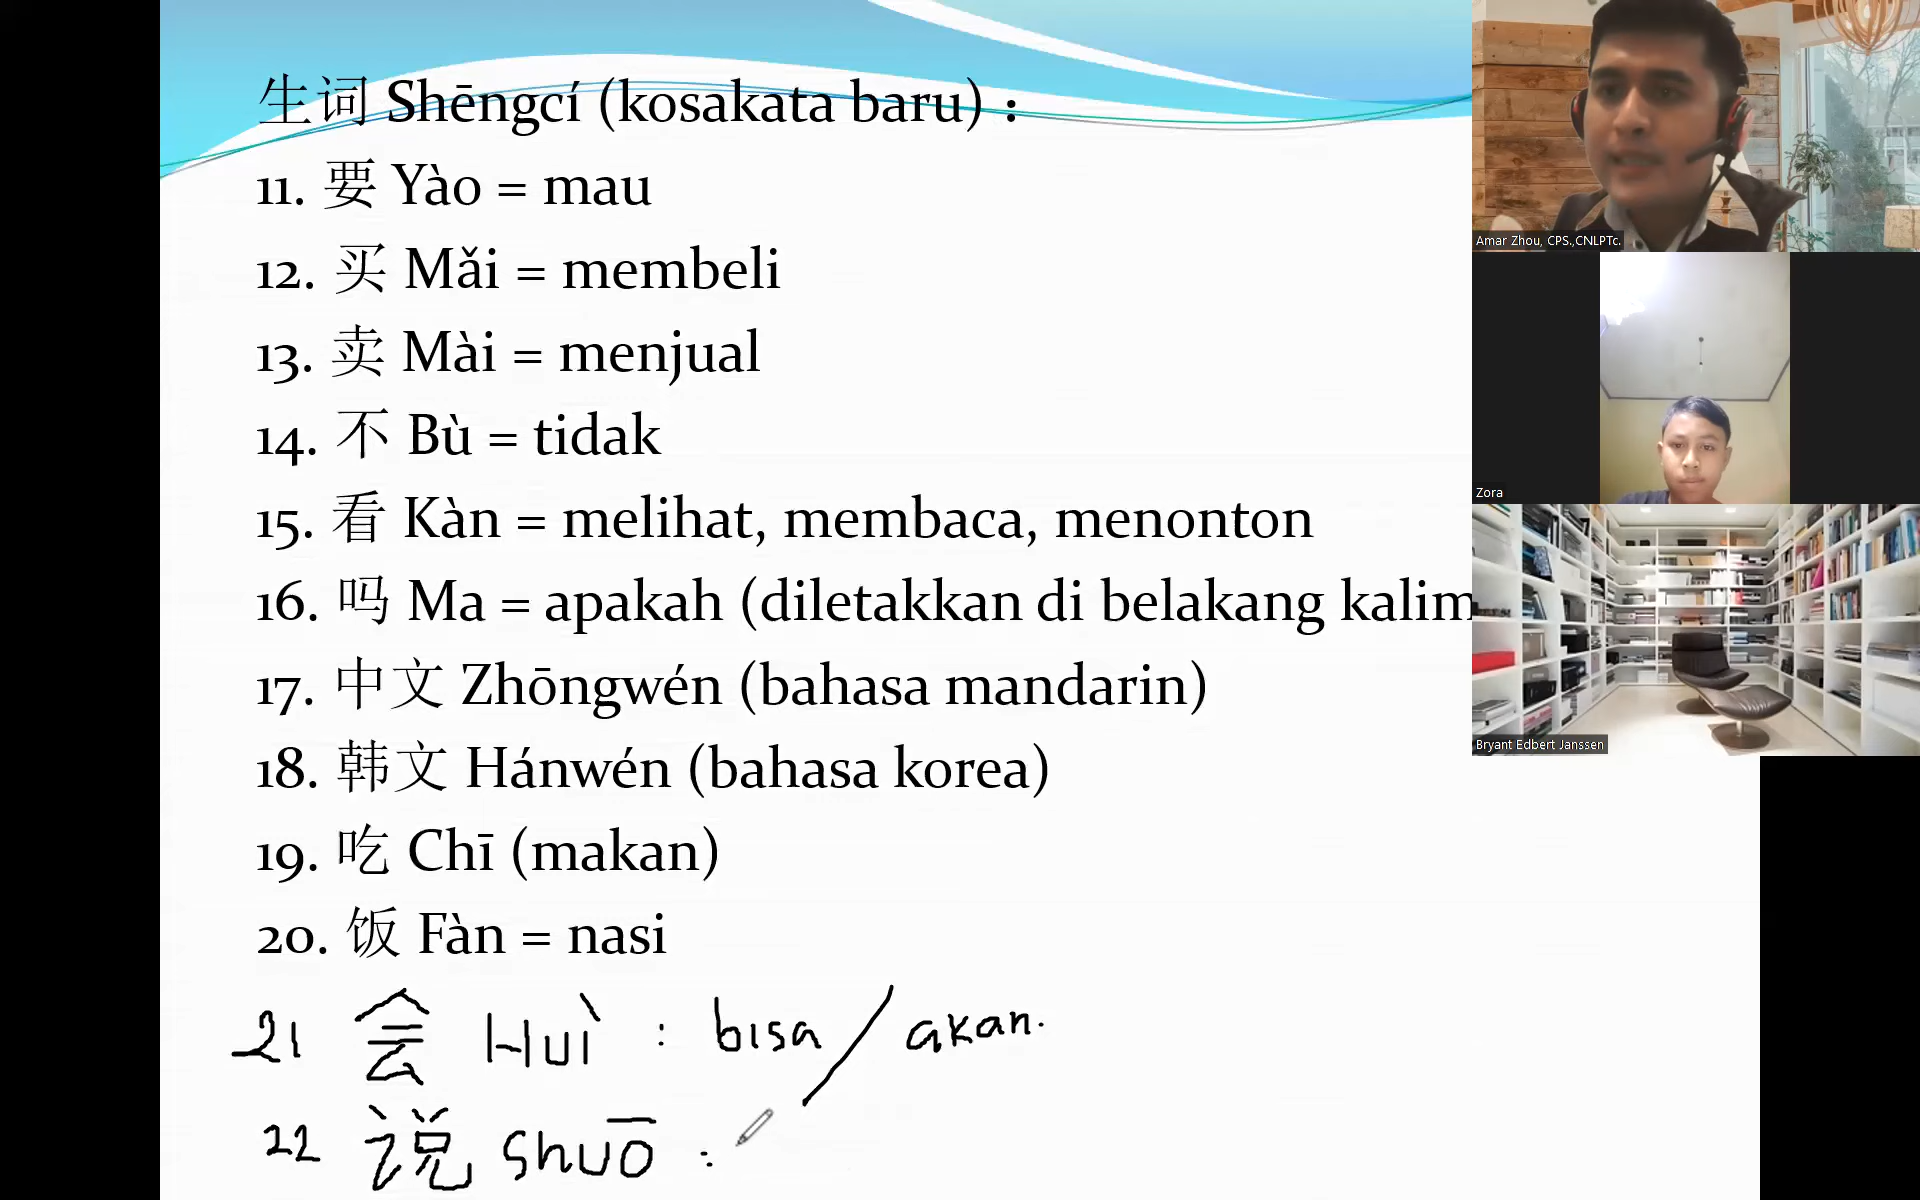 生词 Shēngcí (kosakata baru) :
11. 要 Yào = mau
12. 买 Mǎi = membeli
13. 卖 Mài = menjual
14. 不 Bù = tidak
15. 看 Kàn = melihat, membaca, menonton
16. 吗 Ma = apakah (diletakkan di belakang kalim
17. 中文 Zhōngwén (bahasa mandarin)
18. 韩文 Hánwén (bahasa korea)
19. 吃 Chī (makan)
20. 饭 Fàn = nasi
21 会 Huì : bisa / akan.
22 说 shuō :
Amar Zhou, CPS.,CNLPTc.
Zora
Bryant Edbert Janssen